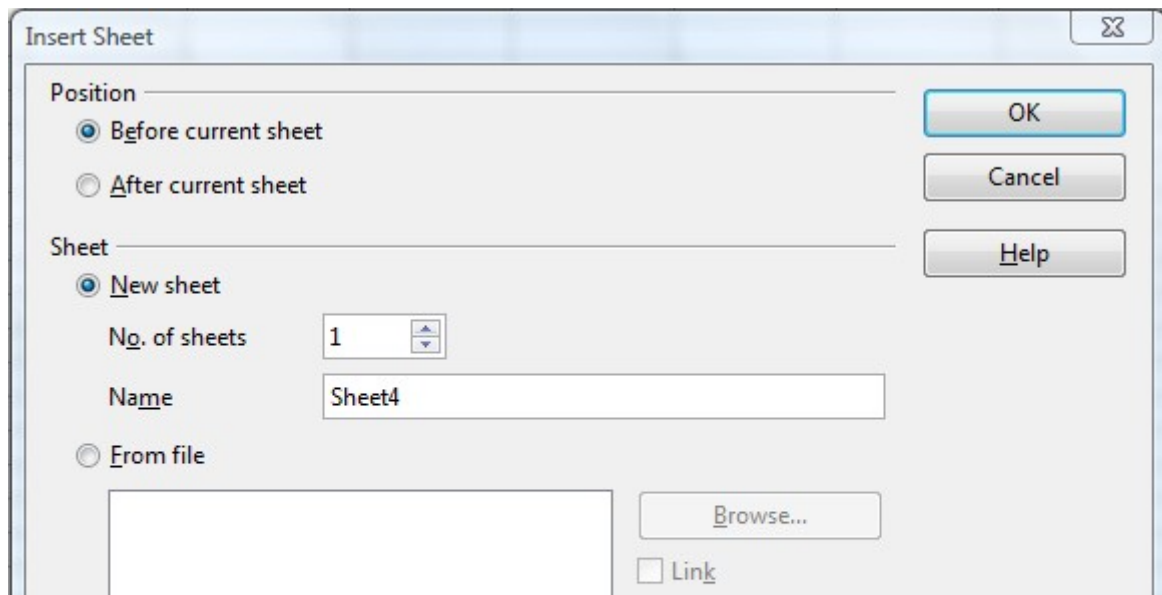 Insert Sheet
Position
Before current sheet
After current sheet
OK
Cancel
Help
Sheet
New sheet
No. of sheets 1
Name Sheet4
From file
Browse...
Link